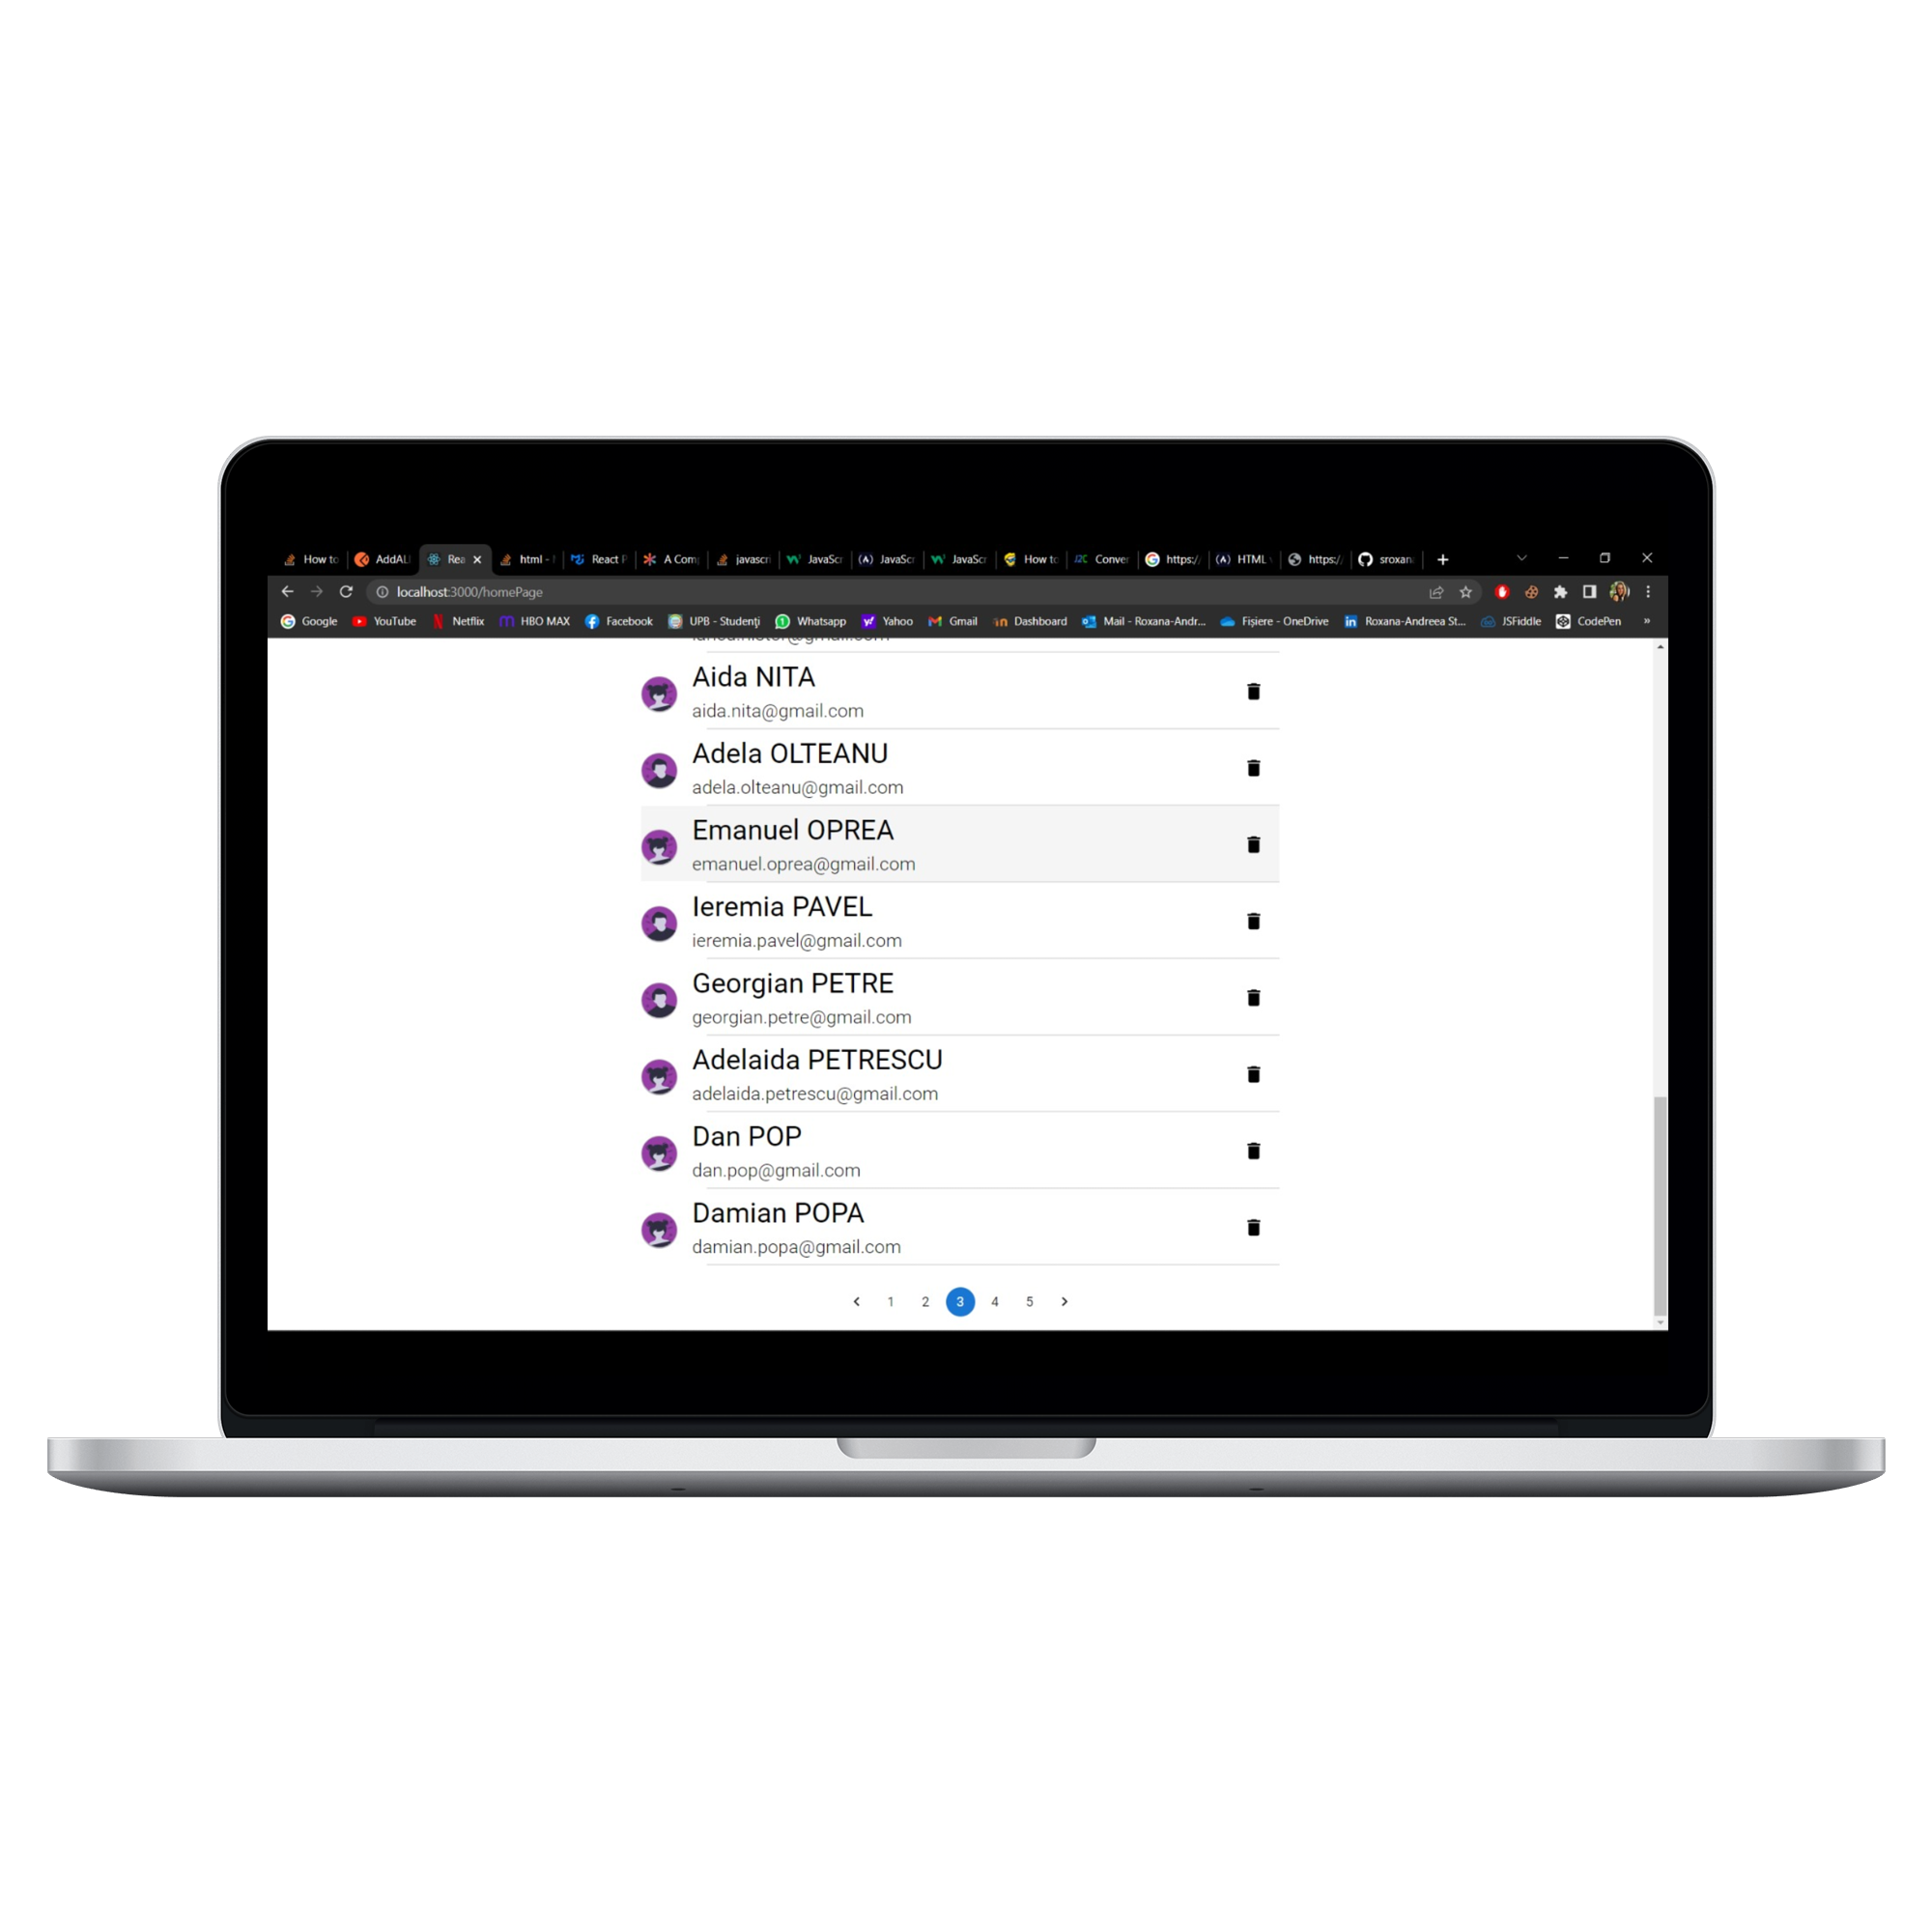 How to AddAL Rea html - React P A Com javascri JavaScr JavaScr JavaScr How to Conver https:/ HTML https:/ sroxan
localhost:3000/homePage
Google YouTube Netflix HBO MAX Facebook UPB - Studenți Whatsapp Yahoo Gmail Dashboard Mail - Roxana-Andr... Fișiere - OneDrive Roxana-Andreea St... JSFiddle CodePen »
Aida NITA
aida.nita@gmail.com
Adela OLTEANU
adela.olteanu@gmail.com
Emanuel OPREA
emanuel.oprea@gmail.com
Ieremia PAVEL
ieremia.pavel@gmail.com
Georgian PETRE
georgian.petre@gmail.com
Adelaida PETRESCU
adelaida.petrescu@gmail.com
Dan POP
dan.pop@gmail.com
Damian POPA
damian.popa@gmail.com
1 2 3 4 5